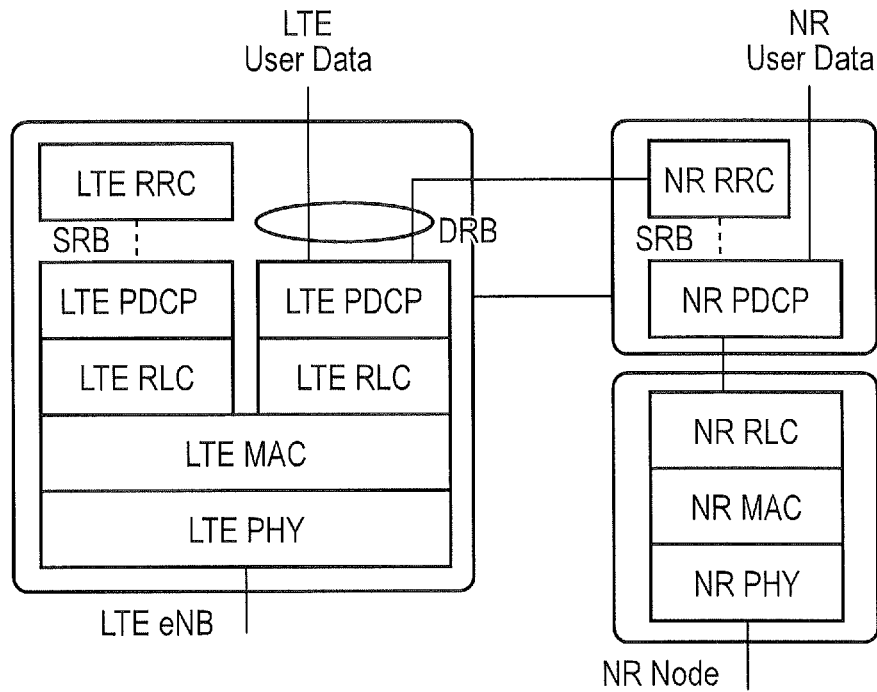 LTE
User Data
NR
User Data
LTE RRC
NR RRC
SRB
DRB
SRB
LTE PDCP
LTE PDCP
NR PDCP
LTE RLC
LTE RLC
LTE MAC
NR RLC
LTE PHY
NR MAC
NR PHY
LTE eNB
NR Node